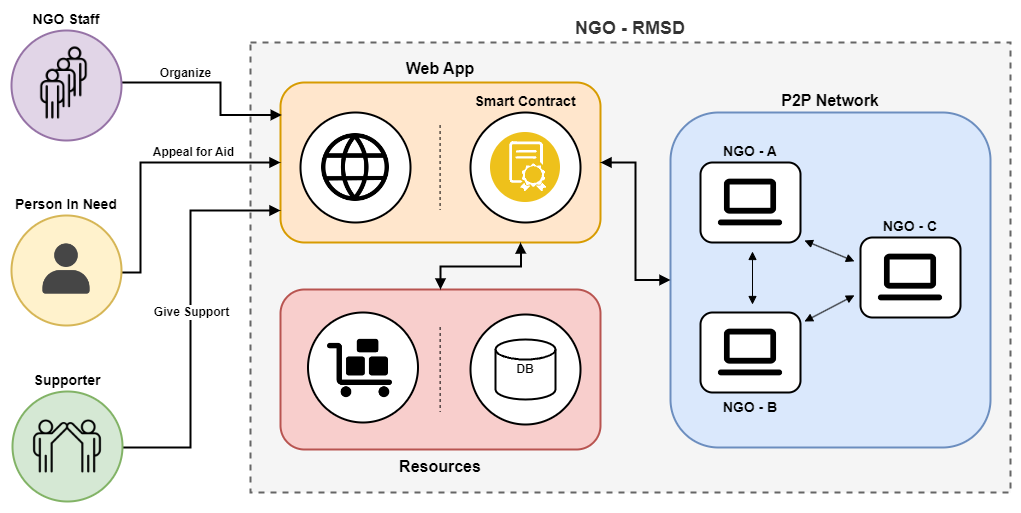 NGO Staff
NGO - RMSD
Organize
Web App
Smart Contract
P2P Network
Appeal for Aid
NGO - A
Person In Need
NGO - C
Give Support
DB
Supporter
NGO - B
Resources